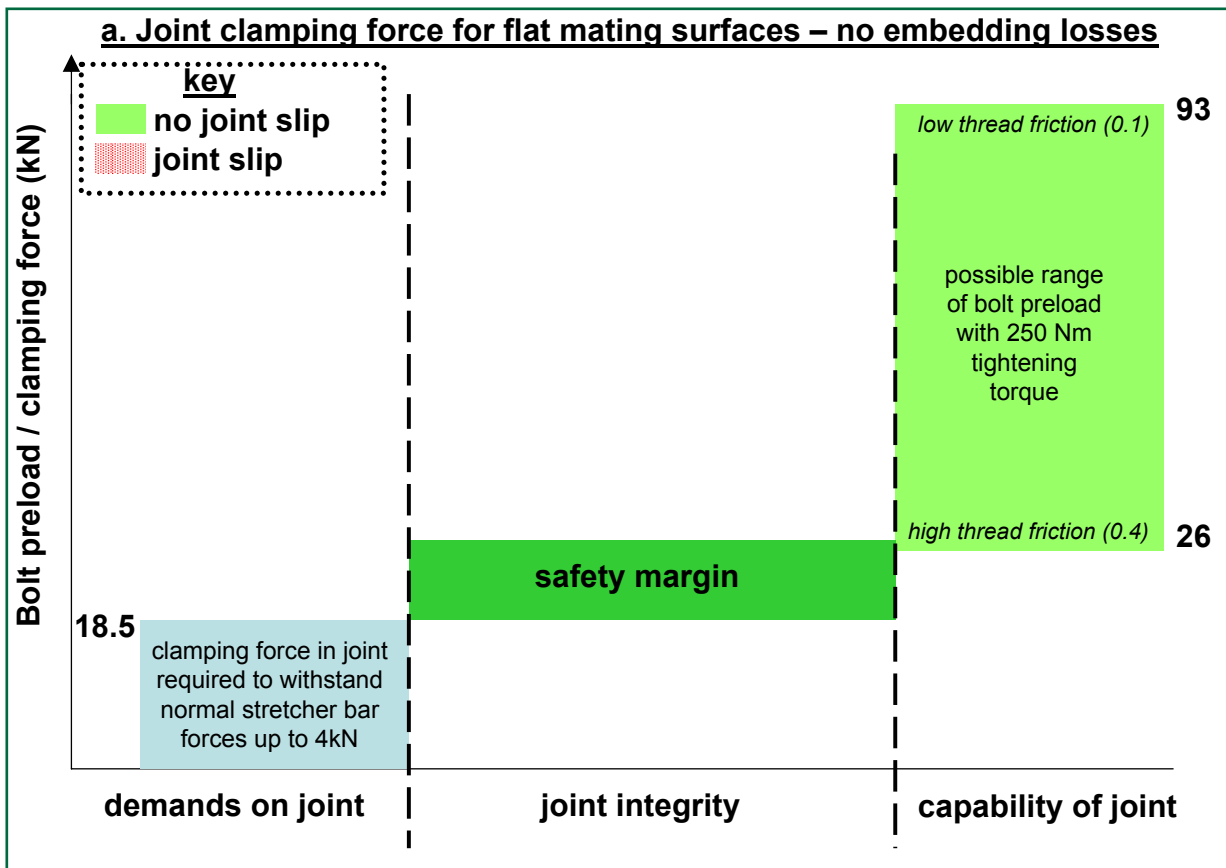 a. Joint clamping force for flat mating surfaces – no embedding losses
key
no joint slip
joint slip
Bolt preload / clamping force (kN)
93
low thread friction (0.1)
possible range
of bolt preload
with 250 Nm
tightening
torque
high thread friction (0.4)
26
safety margin
18.5
clamping force in joint
required to withstand
normal stretcher bar
forces up to 4kN
demands on joint
joint integrity
capability of joint